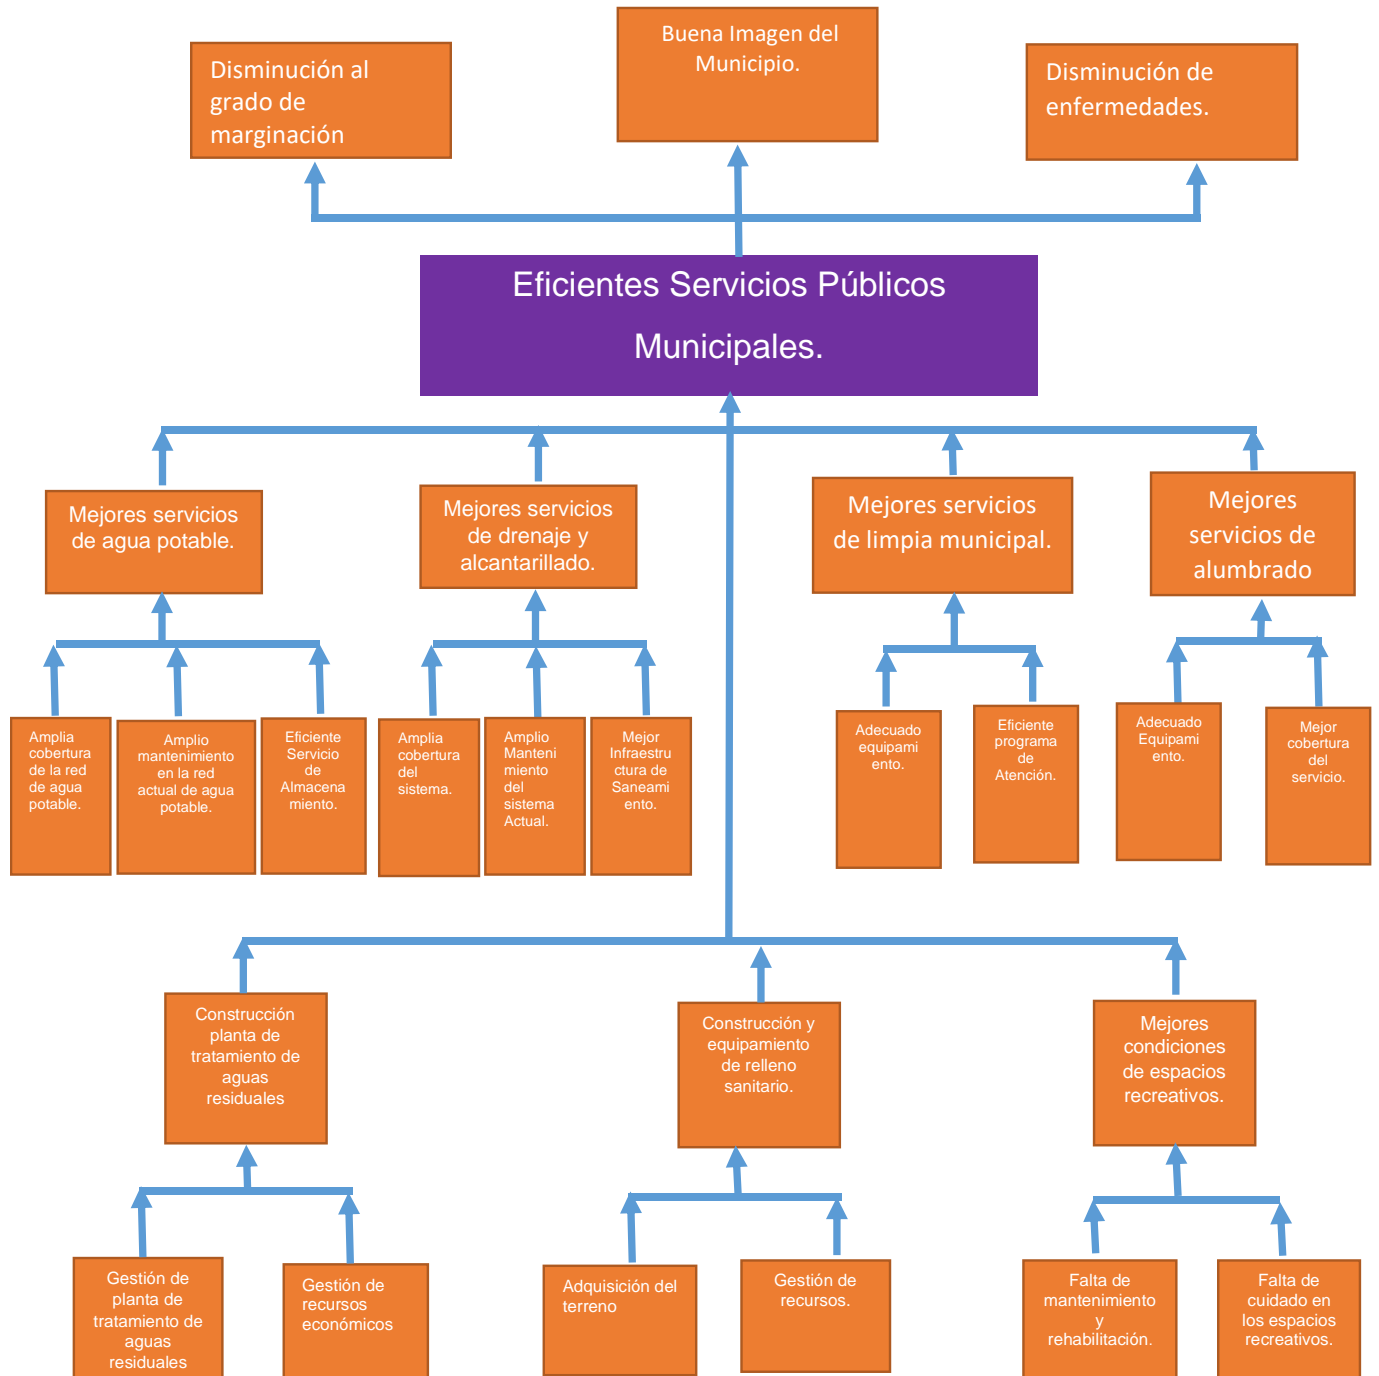 Disminución al
grado de
marginación
Buena Imagen del
Municipio.
Disminución de
enfermedades.
Eficientes Servicios Públicos
Municipales.
Mejores servicios
de agua potable.
Mejores servicios
de drenaje y
alcantarillado.
Mejores servicios
de limpia municipal.
Mejores
servicios de
alumbrado
Amplia
cobertura
de la red
de agua
potable.
Amplio
mantenimiento
en la red
actual de agua
potable.
Eficiente
Servicio
de
Almacena
miento.
Amplia
cobertura
del
sistema.
Amplio
Manteni
miento
del
sistema
Actual.
Mejor
Infraestru
ctura de
Saneami
ento.
Adecuado
equipami
ento.
Eficiente
programa
de
Atención.
Adecuado
Equipami
ento.
Mejor
cobertura
del
servicio.
Construcción
planta de
tratamiento de
aguas
residuales
Construcción y
equipamiento
de relleno
sanitario.
Mejores
condiciones
de espacios
recreativos.
Gestión de
planta de
tratamiento de
aguas
residuales
Gestión de
recursos
económicos
Adquisición del
terreno
Gestión de
recursos.
Falta de
mantenimiento
y
rehabilitación.
Falta de
cuidado en
los espacios
recreativos.